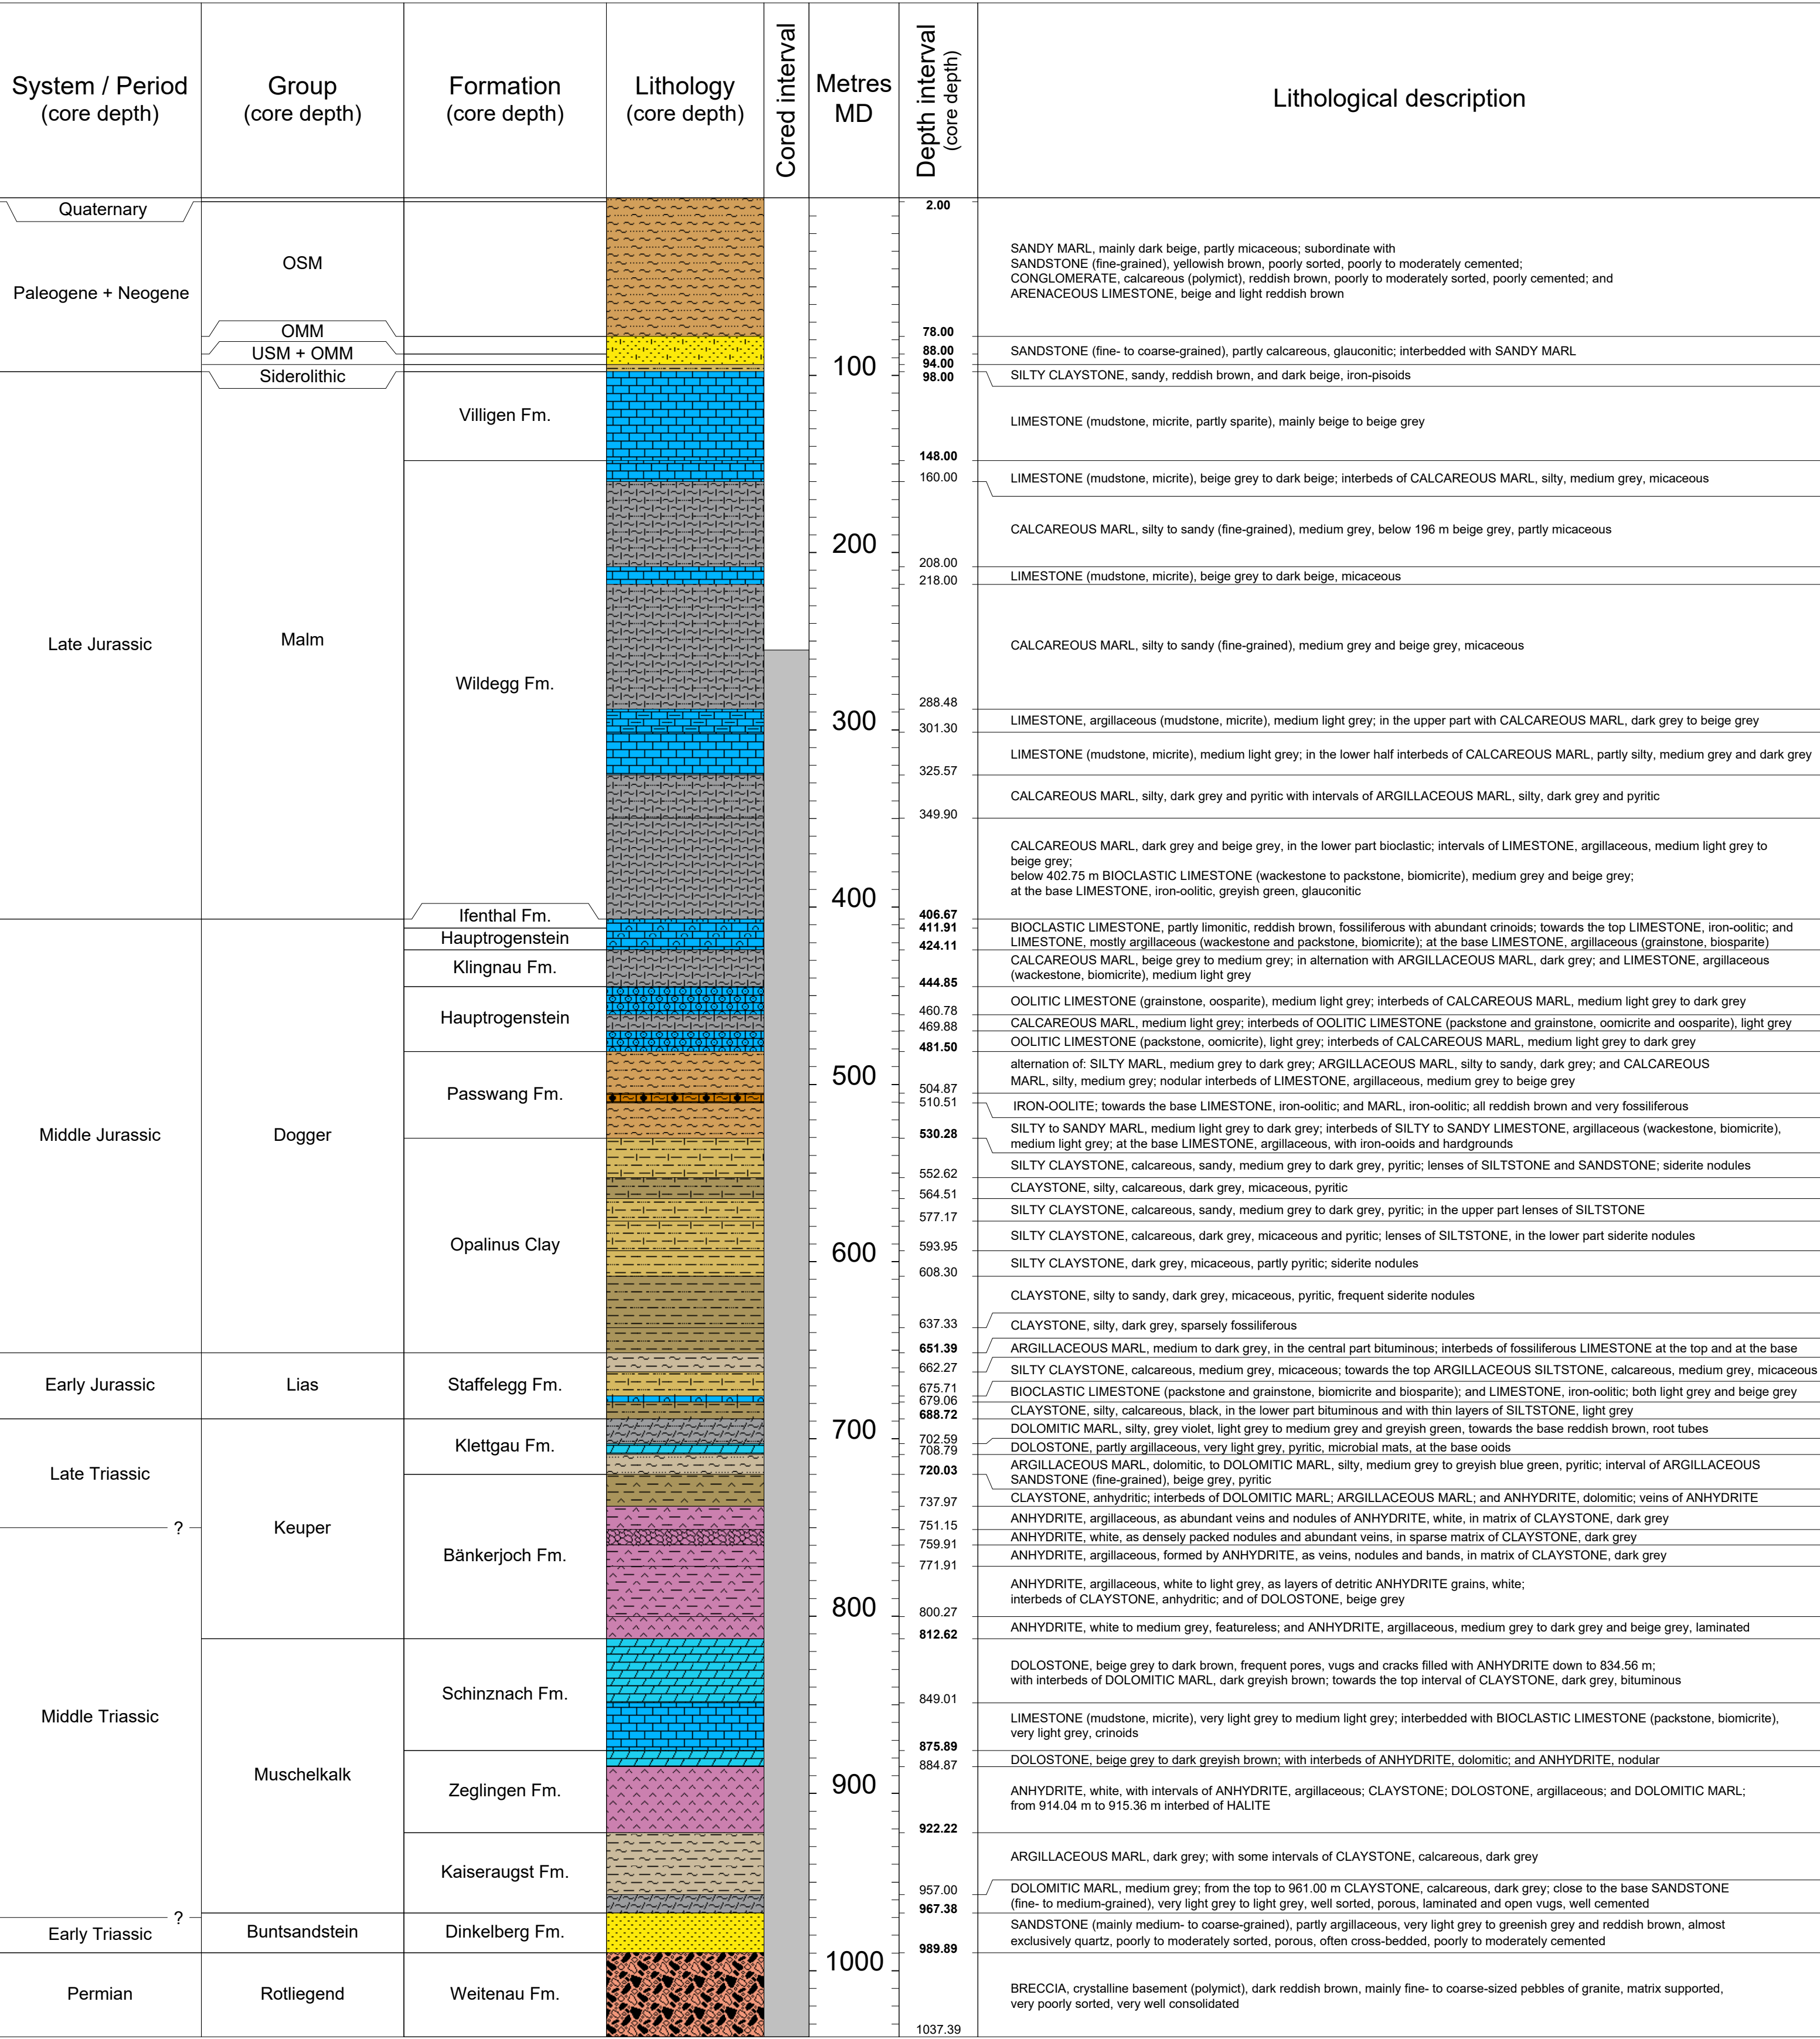 System / Period
(core depth)
Group
(core depth)
Formation
(core depth)
Lithology
(core depth)
Cored interval
Metres
MD
Depth interval
(core depth)
Lithological description
Quaternary
Paleogene + Neogene
Late Jurassic
Middle Jurassic
Early Jurassic
Late Triassic
?
Middle Triassic
?
Early Triassic
Permian
OSM
OMM
USM + OMM
Siderolithic
Malm
Dogger
Lias
Keuper
Muschelkalk
Buntsandstein
Rotliegend
Villigen Fm.
Wildegg Fm.
Ifenthal Fm.
Hauptrogenstein
Klingnau Fm.
Hauptrogenstein
Passwang Fm.
Opalinus Clay
Staffelegg Fm.
Klettgau Fm.
Bänkerjoch Fm.
Schinznach Fm.
Zeglingen Fm.
Kaiseraugst Fm.
Dinkelberg Fm.
Weitenau Fm.
100
200
300
400
500
600
700
800
900
1000
2.00
78.00
88.00
94.00
98.00
148.00
160.00
208.00
218.00
288.48
301.30
325.57
349.90
406.67
411.91
424.11
444.85
460.78
469.88
481.50
504.87
510.51
530.28
552.62
564.51
577.17
593.95
608.30
637.33
651.39
662.27
675.71
679.06
688.72
702.59
708.79
720.03
737.97
751.15
759.91
771.91
800.27
812.62
849.01
875.89
884.87
922.22
957.00
967.38
989.89
1037.39
SANDY MARL, mainly dark beige, partly micaceous; subordinate with
SANDSTONE (fine-grained), yellowish brown, poorly sorted, poorly to moderately cemented;
CONGLOMERATE, calcareous (polymict), reddish brown, poorly to moderately sorted, poorly cemented; and
ARENACEOUS LIMESTONE, beige and light reddish brown
SANDSTONE (fine- to coarse-grained), partly calcareous, glauconitic; interbedded with SANDY MARL
SILTY CLAYSTONE, sandy, reddish brown, and dark beige, iron-pisoids
LIMESTONE (mudstone, micrite, partly sparite), mainly beige to beige grey
LIMESTONE (mudstone, micrite), beige grey to dark beige; interbeds of CALCAREOUS MARL, silty, medium grey, micaceous
CALCAREOUS MARL, silty to sandy (fine-grained), medium grey, below 196 m beige grey, partly micaceous
LIMESTONE (mudstone, micrite), beige grey to dark beige, micaceous
CALCAREOUS MARL, silty to sandy (fine-grained), medium grey and beige grey, micaceous
LIMESTONE, argillaceous (mudstone, micrite), medium light grey; in the upper part with CALCAREOUS MARL, dark grey to beige grey
LIMESTONE (mudstone, micrite), medium light grey; in the lower half interbeds of CALCAREOUS MARL, partly silty, medium grey and dark grey
CALCAREOUS MARL, silty, dark grey and pyritic with intervals of ARGILLACEOUS MARL, silty, dark grey and pyritic
CALCAREOUS MARL, dark grey and beige grey, in the lower part bioclastic; intervals of LIMESTONE, argillaceous, medium light grey to
beige grey;
below 402.75 m BIOCLASTIC LIMESTONE (wackestone to packstone, biomicrite), medium grey and beige grey;
at the base LIMESTONE, iron-oolitic, greyish green, glauconitic
BIOCLASTIC LIMESTONE, partly limonitic, reddish brown, fossiliferous with abundant crinoids; towards the top LIMESTONE, iron-oolitic; and
LIMESTONE, mostly argillaceous (wackestone and packstone, biomicrite); at the base LIMESTONE, argillaceous (grainstone, biosparite)
CALCAREOUS MARL, beige grey to medium grey; in alternation with ARGILLACEOUS MARL, dark grey; and LIMESTONE, argillaceous
(wackestone, biomicrite), medium light grey
OOLITIC LIMESTONE (grainstone, oosparite), medium light grey; interbeds of CALCAREOUS MARL, medium light grey to dark grey
CALCAREOUS MARL, medium light grey; interbeds of OOLITIC LIMESTONE (packstone and grainstone, oomicrite and oosparite), light grey
OOLITIC LIMESTONE (packstone, oomicrite), light grey; interbeds of CALCAREOUS MARL, medium light grey to dark grey
alternation of: SILTY MARL, medium grey to dark grey; ARGILLACEOUS MARL, silty to sandy, dark grey; and CALCAREOUS
MARL, silty, medium grey; nodular interbeds of LIMESTONE, argillaceous, medium grey to beige grey
IRON-OOLITE; towards the base LIMESTONE, iron-oolitic; and MARL, iron-oolitic; all reddish brown and very fossiliferous
SILTY to SANDY MARL, medium light grey to dark grey; interbeds of SILTY to SANDY LIMESTONE, argillaceous (wackestone, biomicrite),
medium light grey; at the base LIMESTONE, argillaceous, with iron-ooids and hardgrounds
SILTY CLAYSTONE, calcareous, sandy, medium grey to dark grey, pyritic; lenses of SILTSTONE and SANDSTONE; siderite nodules
CLAYSTONE, silty, calcareous, dark grey, micaceous, pyritic
SILTY CLAYSTONE, calcareous, sandy, medium grey to dark grey, pyritic; in the upper part lenses of SILTSTONE
SILTY CLAYSTONE, calcareous, dark grey, micaceous and pyritic; lenses of SILTSTONE, in the lower part siderite nodules
SILTY CLAYSTONE, dark grey, micaceous, partly pyritic; siderite nodules
CLAYSTONE, silty to sandy, dark grey, micaceous, pyritic, frequent siderite nodules
CLAYSTONE, silty, dark grey, sparsely fossiliferous
ARGILLACEOUS MARL, medium to dark grey, in the central part bituminous; interbeds of fossiliferous LIMESTONE at the top and at the base
SILTY CLAYSTONE, calcareous, medium grey, micaceous; towards the top ARGILLACEOUS SILTSTONE, calcareous, medium grey, micaceous
BIOCLASTIC LIMESTONE (packstone and grainstone, biomicrite and biosparite); and LIMESTONE, iron-oolitic; both light grey and beige grey
CLAYSTONE, silty, calcareous, black, in the lower part bituminous and with thin layers of SILTSTONE, light grey
DOLOMITIC MARL, silty, grey violet, light grey to medium grey and greyish green, towards the base reddish brown, root tubes
DOLOSTONE, partly argillaceous, very light grey, pyritic, microbial mats, at the base ooids
ARGILLACEOUS MARL, dolomitic, to DOLOMITIC MARL, silty, medium grey to greyish blue green, pyritic; interval of ARGILLACEOUS
SANDSTONE (fine-grained), beige grey, pyritic
CLAYSTONE, anhydritic; interbeds of DOLOMITIC MARL; ARGILLACEOUS MARL; and ANHYDRITE, dolomitic; veins of ANHYDRITE
ANHYDRITE, argillaceous, as abundant veins and nodules of ANHYDRITE, white, in matrix of CLAYSTONE, dark grey
ANHYDRITE, white, as densely packed nodules and abundant veins, in sparse matrix of CLAYSTONE, dark grey
ANHYDRITE, argillaceous, formed by ANHYDRITE, as veins, nodules and bands, in matrix of CLAYSTONE, dark grey
ANHYDRITE, argillaceous, white to light grey, as layers of detritic ANHYDRITE grains, white;
interbeds of CLAYSTONE, anhydritic; and of DOLOSTONE, beige grey
ANHYDRITE, white to medium grey, featureless; and ANHYDRITE, argillaceous, medium grey to dark grey and beige grey, laminated
DOLOSTONE, beige grey to dark brown, frequent pores, vugs and cracks filled with ANHYDRITE down to 834.56 m;
with interbeds of DOLOMITIC MARL, dark greyish brown; towards the top interval of CLAYSTONE, dark grey, bituminous
LIMESTONE (mudstone, micrite), very light grey to medium light grey; interbedded with BIOCLASTIC LIMESTONE (packstone, biomicrite),
very light grey, crinoids
DOLOSTONE, beige grey to dark greyish brown; with interbeds of ANHYDRITE, dolomitic; and ANHYDRITE, nodular
ANHYDRITE, white, with intervals of ANHYDRITE, argillaceous; CLAYSTONE; DOLOSTONE, argillaceous; and DOLOMITIC MARL;
from 914.04 m to 915.36 m interbed of HALITE
ARGILLACEOUS MARL, dark grey; with some intervals of CLAYSTONE, calcareous, dark grey
DOLOMITIC MARL, medium grey; from the top to 961.00 m CLAYSTONE, calcareous, dark grey; close to the base SANDSTONE
(fine- to medium-grained), very light grey to light grey, well sorted, porous, laminated and open vugs, well cemented
SANDSTONE (mainly medium- to coarse-grained), partly argillaceous, very light grey to greenish grey and reddish brown, almost
exclusively quartz, poorly to moderately sorted, porous, often cross-bedded, poorly to moderately cemented
BRECCIA, crystalline basement (polymict), dark reddish brown, mainly fine- to coarse-sized pebbles of granite, matrix supported,
very poorly sorted, very well consolidated